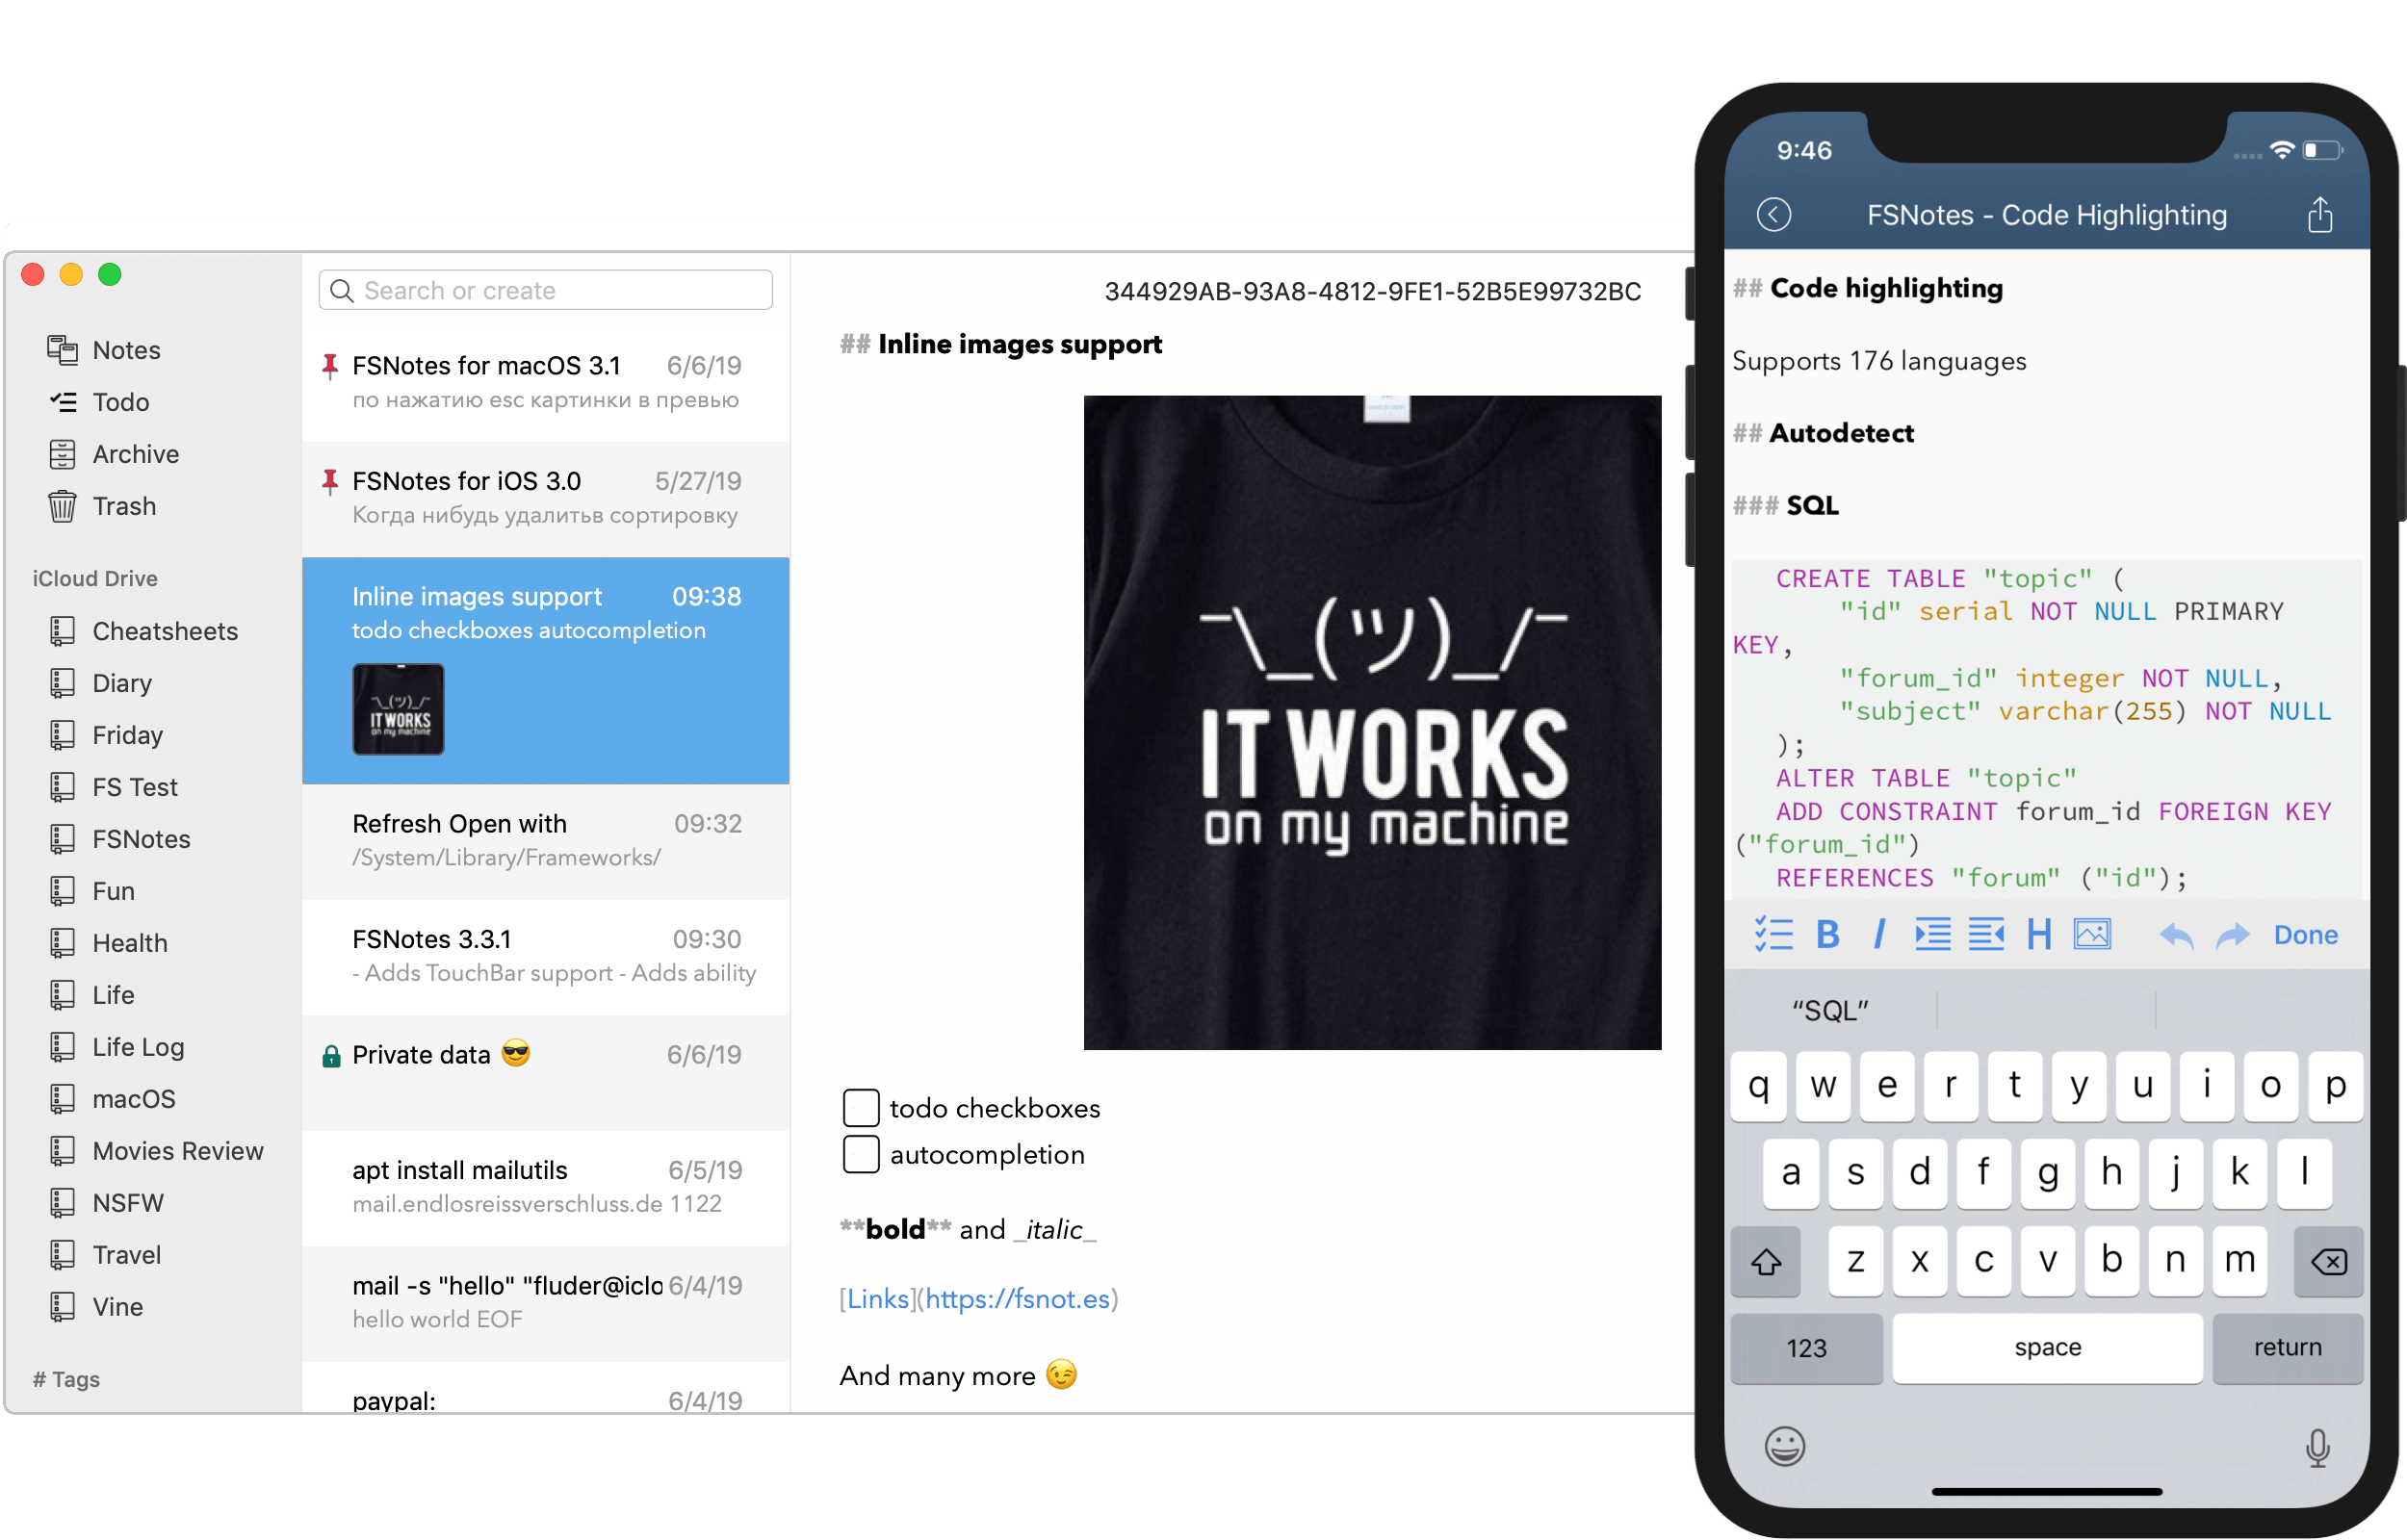 Notes
Todo
Archive
Trash
iCloud Drive
Cheatsheets
Diary
Friday
FS Test
FSNotes
Fun
Health
Life
Life Log
macOS
Movies Review
NSFW
Travel
Vine
# Tags
Search or create
FSNotes for macOS 3.1 6/6/19
по нажатию esc картинки в превью
FSNotes for iOS 3.0 5/27/19
Когда нибудь удалитьв сортировку
Inline images support 09:38
todo checkboxes autocompletion
¯\_(ツ)_/¯
IT WORKS
on my machine
Refresh Open with 09:32
/System/Library/Frameworks/
FSNotes 3.3.1 09:30
- Adds TouchBar support - Adds ability
Private data 😎 6/6/19
apt install mailutils 6/5/19
mail.endlosreissverschluss.de 1122
mail -s "hello" "fluder@iclo 6/4/19
hello world EOF
paypal: 6/4/19
344929AB-93A8-4812-9FE1-52B5E99732BC
## Inline images support
¯\_(ツ)_/¯
IT WORKS
on my machine
todo checkboxes
autocompletion
**bold** and _italic_
[Links](https://fsnot.es)
And many more 😉
9:46
FSNotes - Code Highlighting
## Code highlighting
Supports 176 languages
## Autodetect
### SQL
CREATE TABLE "topic" (
"id" serial NOT NULL PRIMARY
KEY,
"forum_id" integer NOT NULL,
"subject" varchar(255) NOT NULL
);
ALTER TABLE "topic"
ADD CONSTRAINT forum_id FOREIGN KEY
("forum_id")
REFERENCES "forum" ("id");
B I H Done
“SQL”
q w e r t y u i o p
a s d f g h j k l
z x c v b n m
123 space return